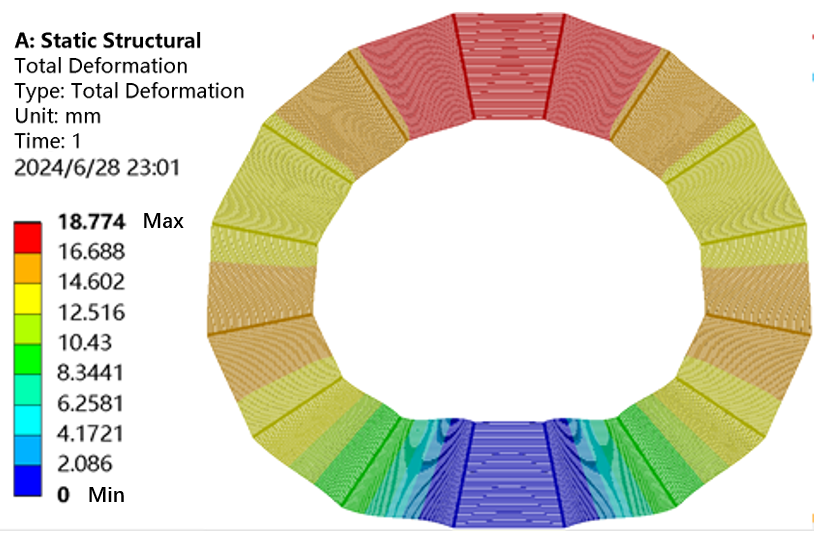 A: Static Structural
Total Deformation
Type: Total Deformation
Unit: mm
Time: 1
2024/6/28 23:01
18.774 Max
16.688
14.602
12.516
10.43
8.3441
6.2581
4.1721
2.086
0 Min